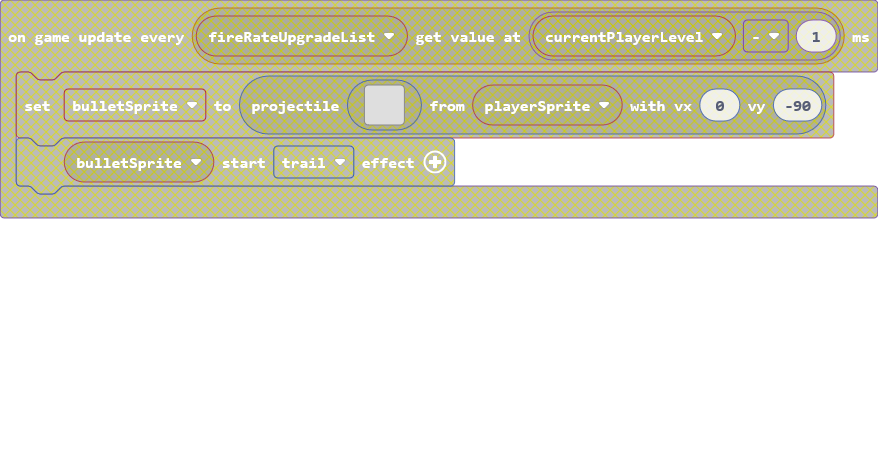 on game update every fireRateUpgradeList get value at currentPlayerLevel - 1 ms
set bulletSprite to projectile from playerSprite with vx 0 vy -90
bulletSprite start trail effect